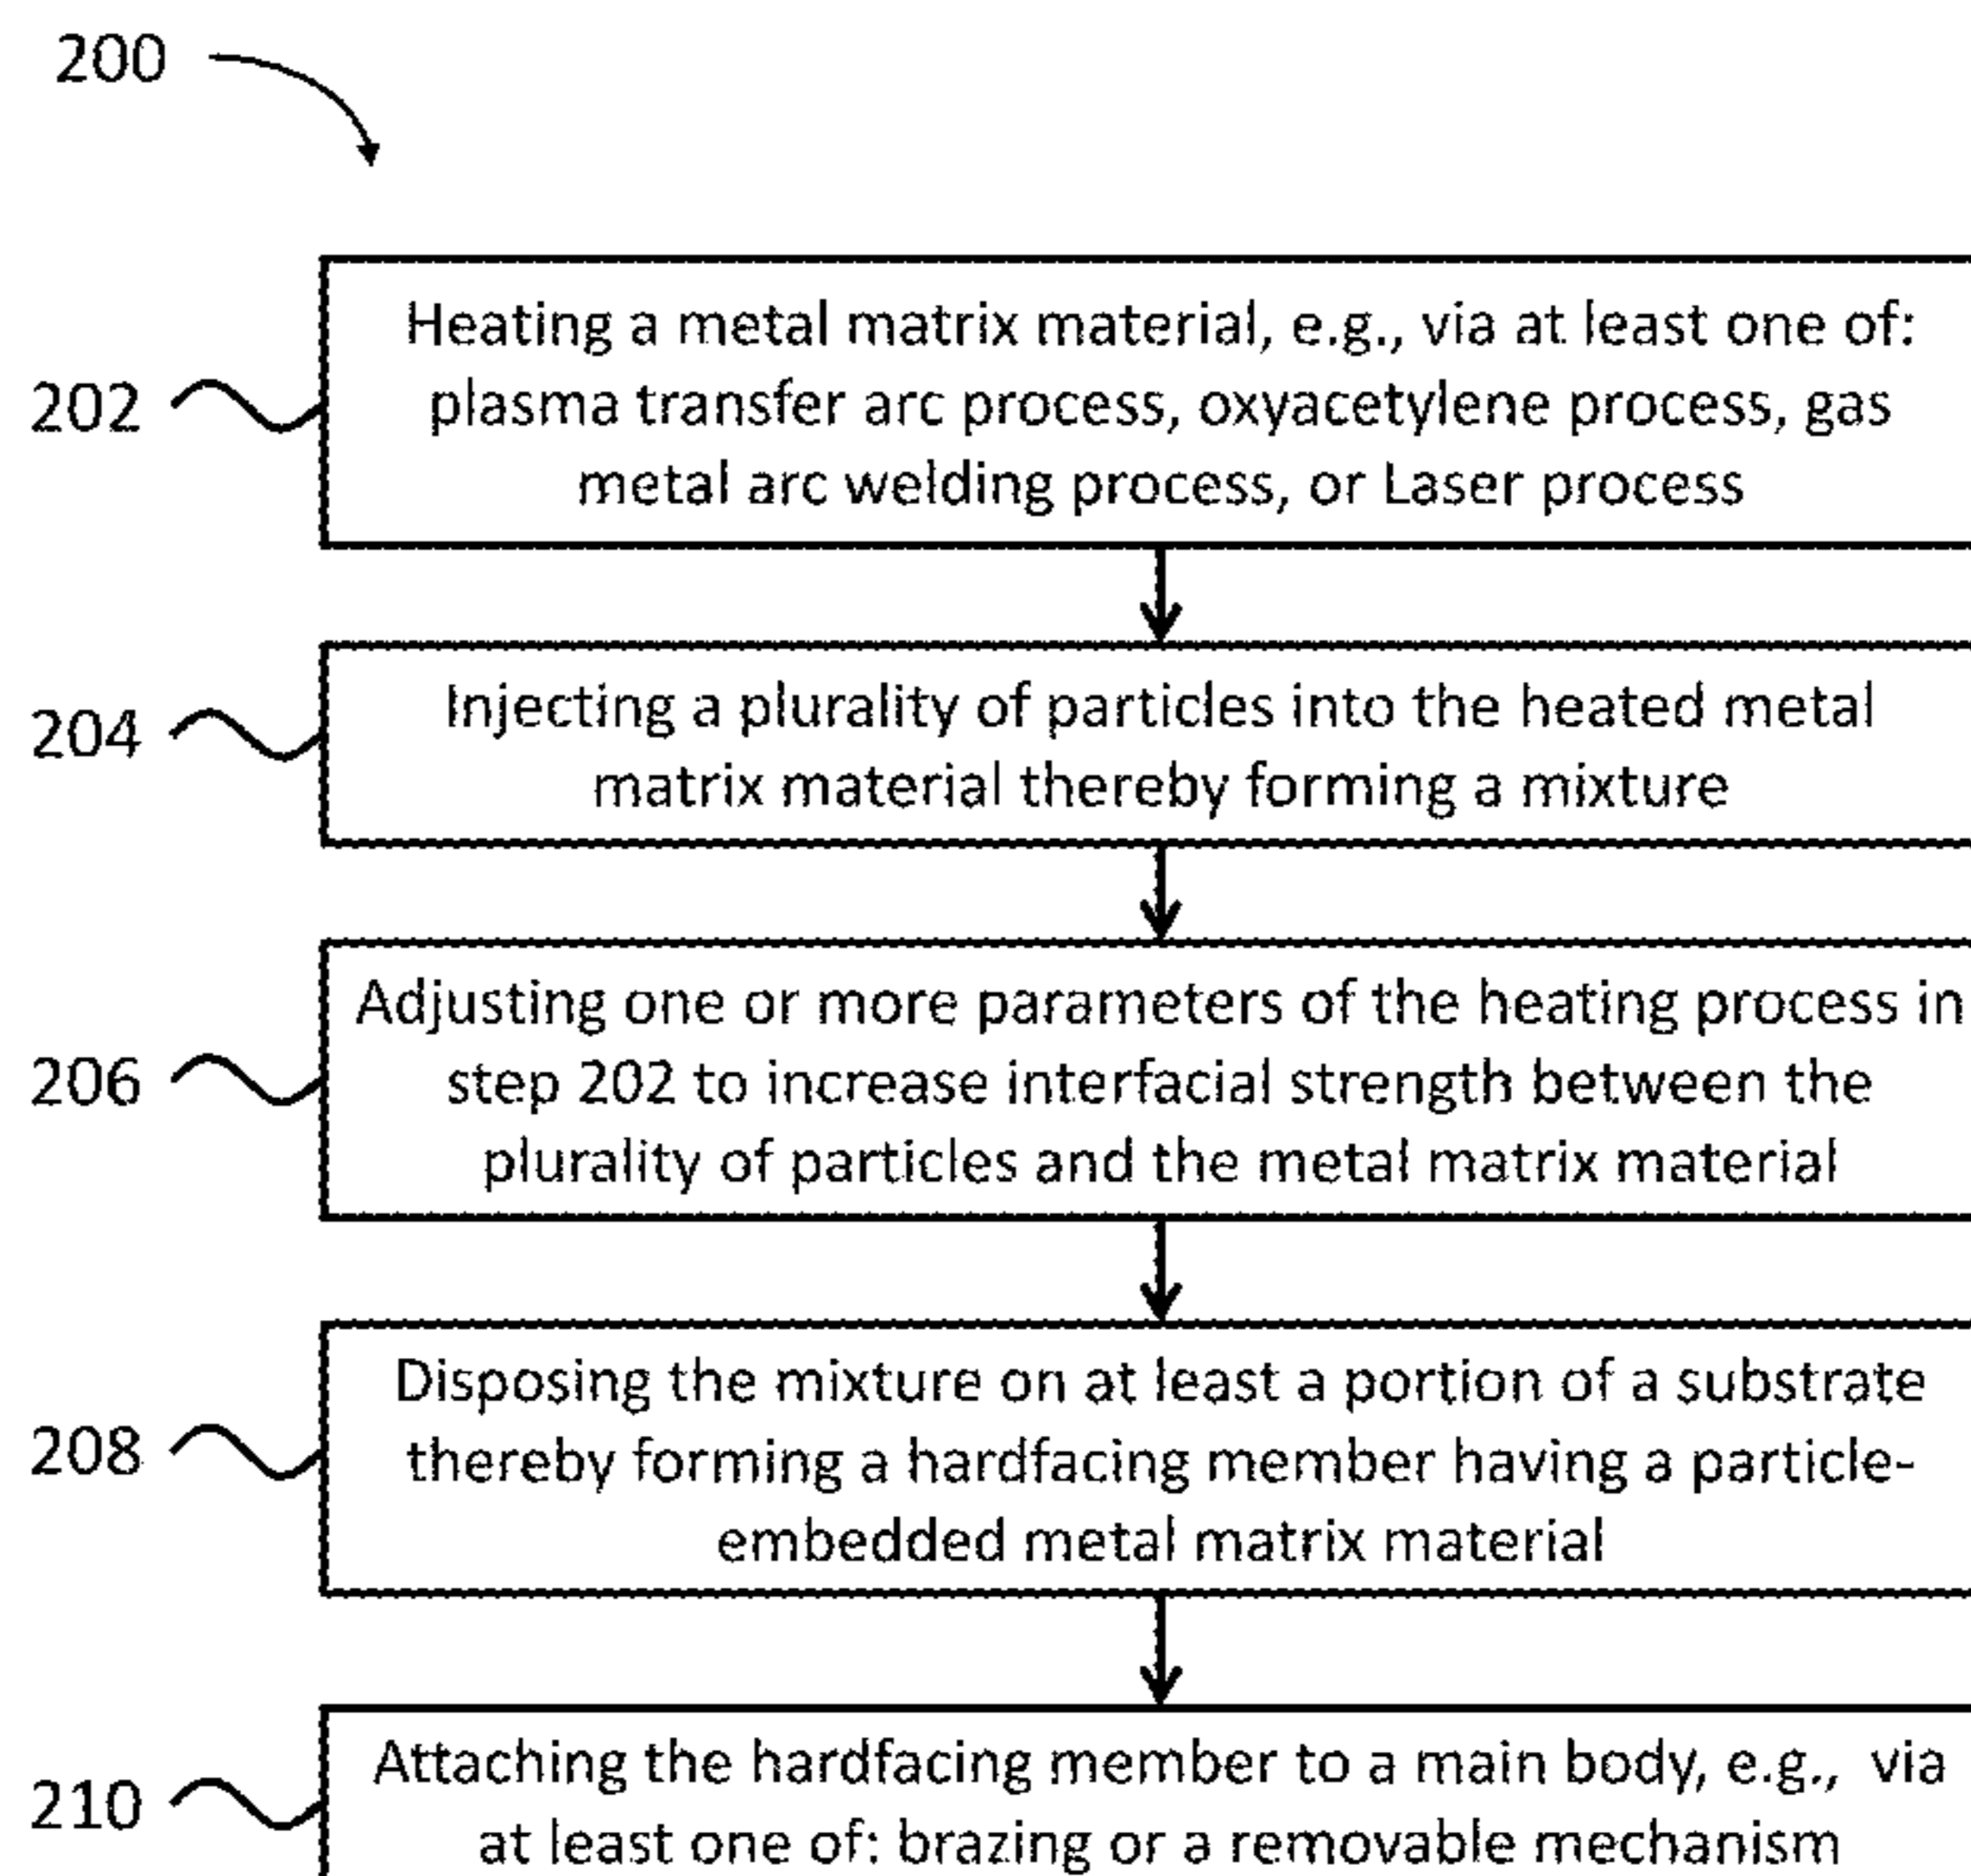 200
202
Heating a metal matrix material, e.g., via at least one of:
plasma transfer arc process, oxyacetylene process, gas
metal arc welding process, or Laser process
204
Injecting a plurality of particles into the heated metal
matrix material thereby forming a mixture
206
Adjusting one or more parameters of the heating process in
step 202 to increase interfacial strength between the
plurality of particles and the metal matrix material
208
Disposing the mixture on at least a portion of a substrate
thereby forming a hardfacing member having a particle-
embedded metal matrix material
210
Attaching the hardfacing member to a main body, e.g., via
at least one of: brazing or a removable mechanism